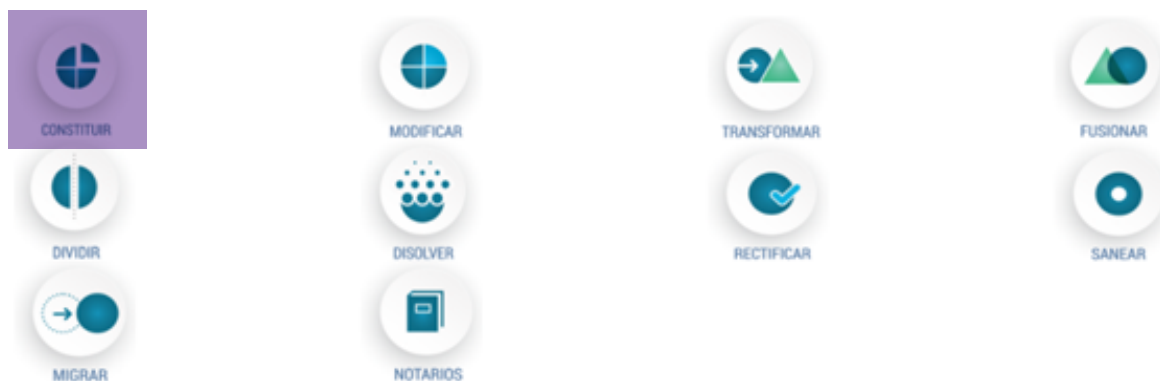 CONSTITUIR
MODIFICAR
TRANSFORMAR
FUSIONAR
DIVIDIR
DISOLVER
RECTIFICAR
SANEAR
MIGRAR
NOTARIOS